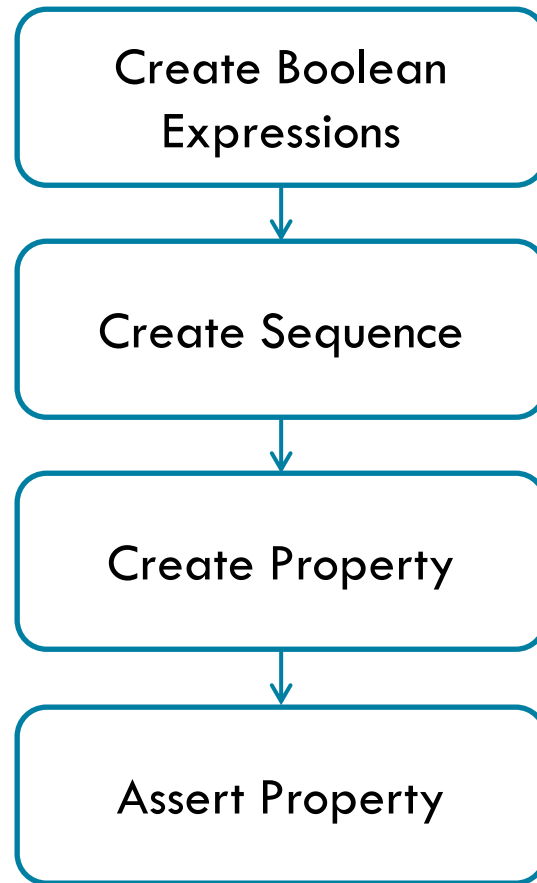 Create Boolean
Expressions
Create Sequence
Create Property
Assert Property